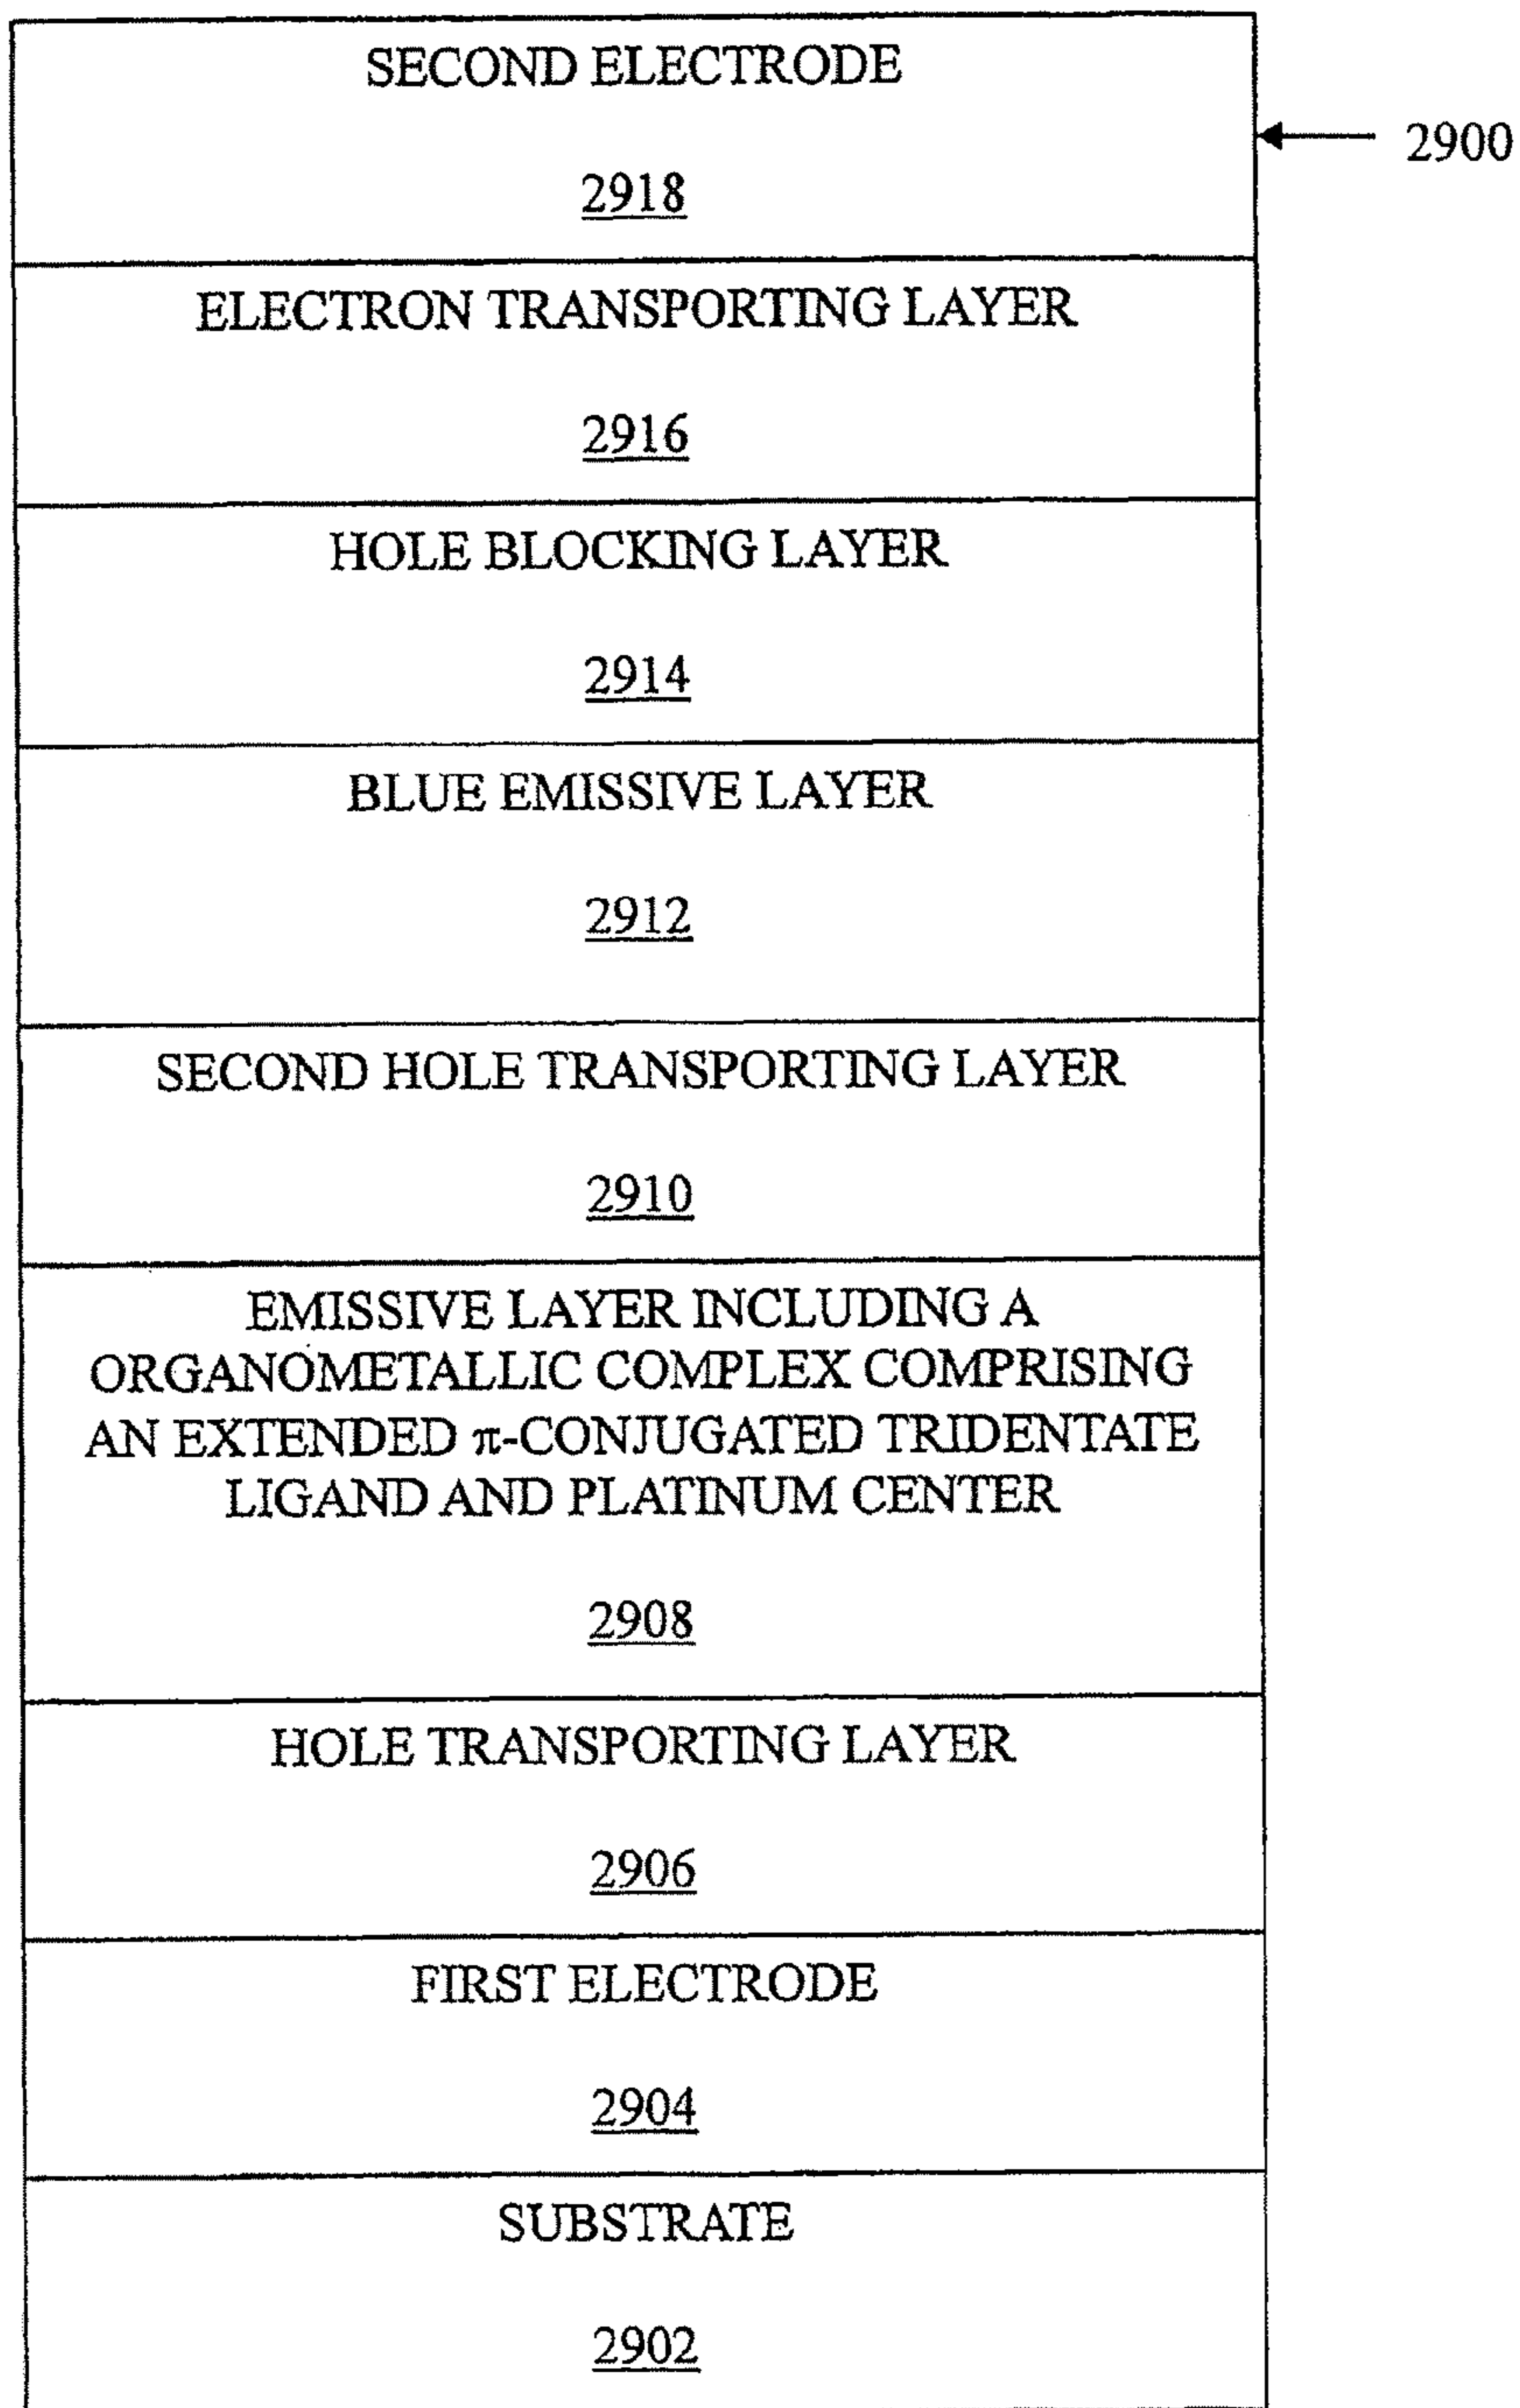 SECOND ELECTRODE
2900
2918
ELECTRON TRANSPORTING LAYER
2916
HOLE BLOCKING LAYER
2914
BLUE EMISSIVE LAYER
2912
SECOND HOLE TRANSPORTING LAYER
2910
EMISSIVE LAYER INCLUDING A
ORGANOMETALLIC COMPLEX COMPRISING
AN EXTENDED π-CONJUGATED TRIDENTATE
LIGAND AND PLATINUM CENTER
2908
HOLE TRANSPORTING LAYER
2906
FIRST ELECTRODE
2904
SUBSTRATE
2902